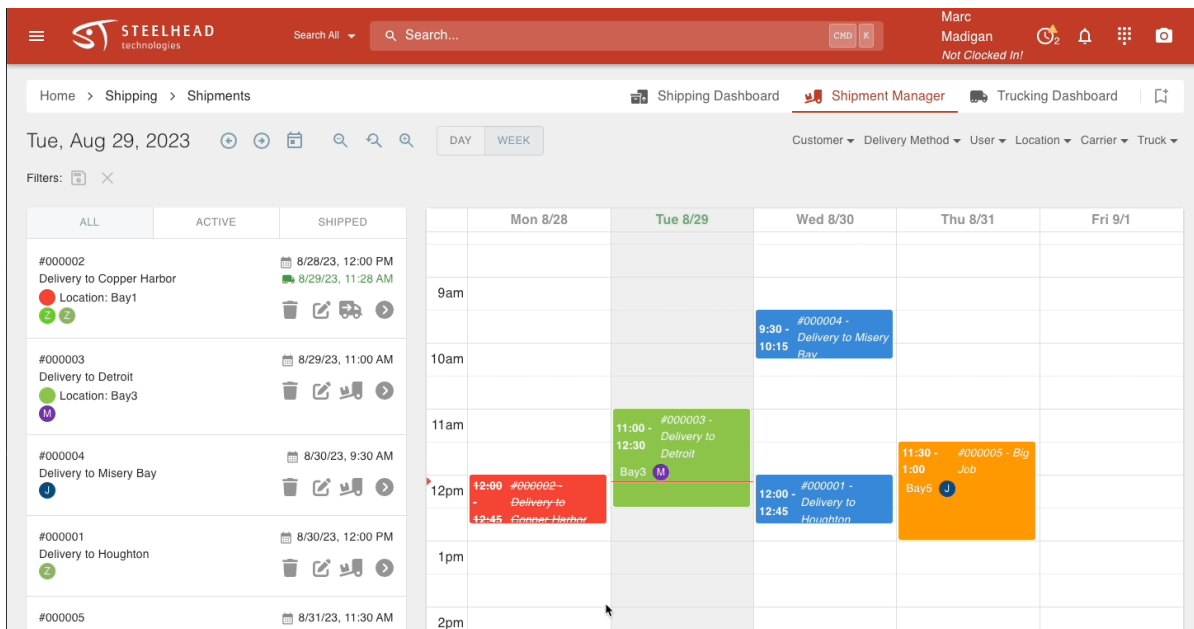 STEELHEAD
technologies
Search All
Search...
CMD K
Marc
Madigan
Not Clocked In!
2
Home > Shipping > Shipments
Shipping Dashboard
Shipment Manager
Trucking Dashboard
Tue, Aug 29, 2023
DAY
WEEK
Customer
Delivery Method
User
Location
Carrier
Truck
Filters:
ALL
ACTIVE
SHIPPED
#000002
8/28/23, 12:00 PM
Delivery to Copper Harbor
8/29/23, 11:28 AM
Location: Bay1
Z Z
#000003
8/29/23, 11:00 AM
Delivery to Detroit
Location: Bay3
M
#000004
8/30/23, 9:30 AM
Delivery to Misery Bay
J
#000001
8/30/23, 12:00 PM
Delivery to Houghton
Z
#000005
8/31/23, 11:30 AM
Mon 8/28
Tue 8/29
Wed 8/30
Thu 8/31
Fri 9/1
9am
10am
11am
12pm
1pm
2pm
12:00
-
12:45
#000002 -
Delivery to
Copper Harbor
11:00 -
12:30
#000003 -
Delivery to
Detroit
Bay3 M
9:30 -
10:15
#000004 -
Delivery to Misery
Bay
12:00 -
12:45
#000001 -
Delivery to
Houghton
11:30 -
1:00
#000005 - Big
Job
Bay5 J